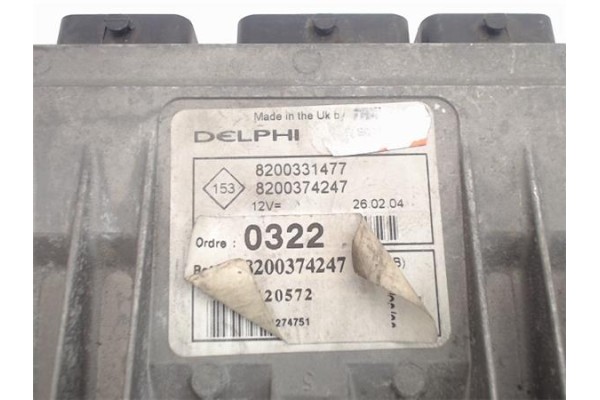 Made in the Uk by
DELPHI
8200331477
153
8200374247
12V=
26.02.04
Ordre : 0322
8200374247
B)
20572
274751